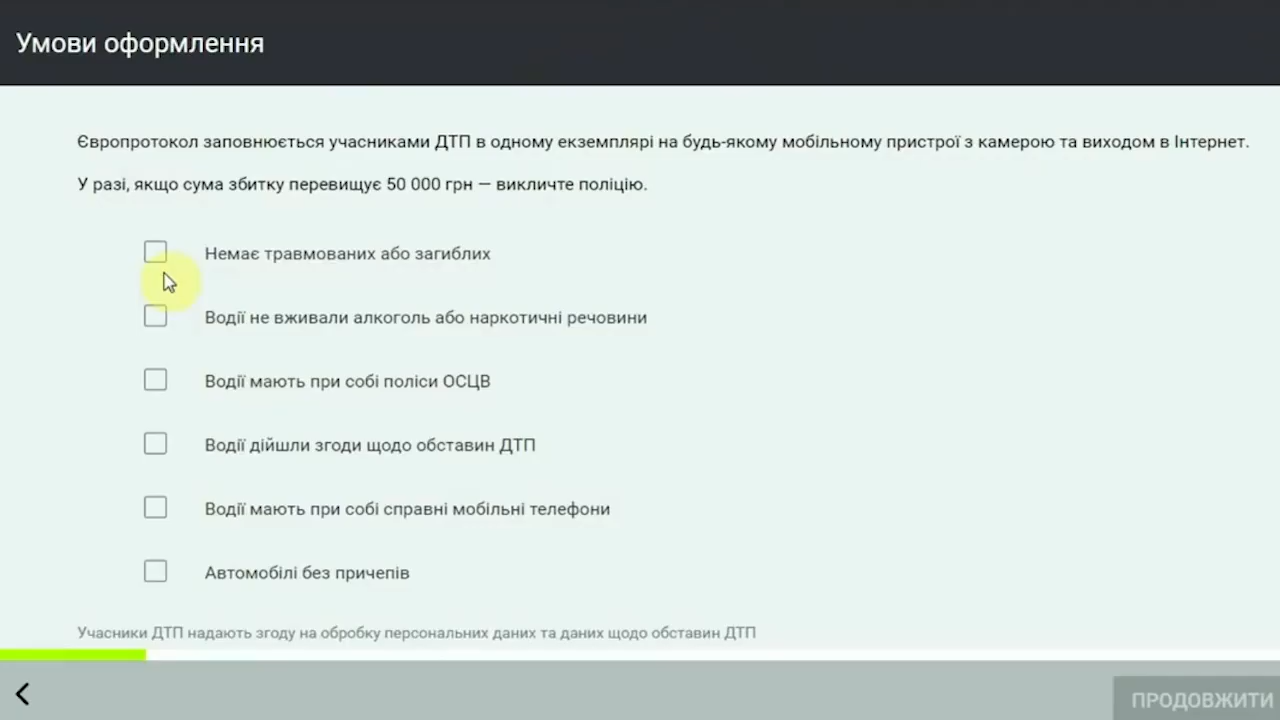 Умови оформлення
Європротокол заповнюється учасниками ДТП в одному екземплярі на будь-якому мобільному пристрої з камерою та виходом в Інтернет.
У разі, якщо сума збитку перевищує 50 000 грн — викличте поліцію.
Немає травмованих або загиблих
Водії не вживали алкоголь або наркотичні речовини
Водії мають при собі поліси ОСЦВ
Водії дійшли згоди щодо обставин ДТП
Водії мають при собі справні мобільні телефони
Автомобілі без причепів
Учасники ДТП надають згоду на обробку персональних даних та даних щодо обставин ДТП
ПРОДОВЖИТИ